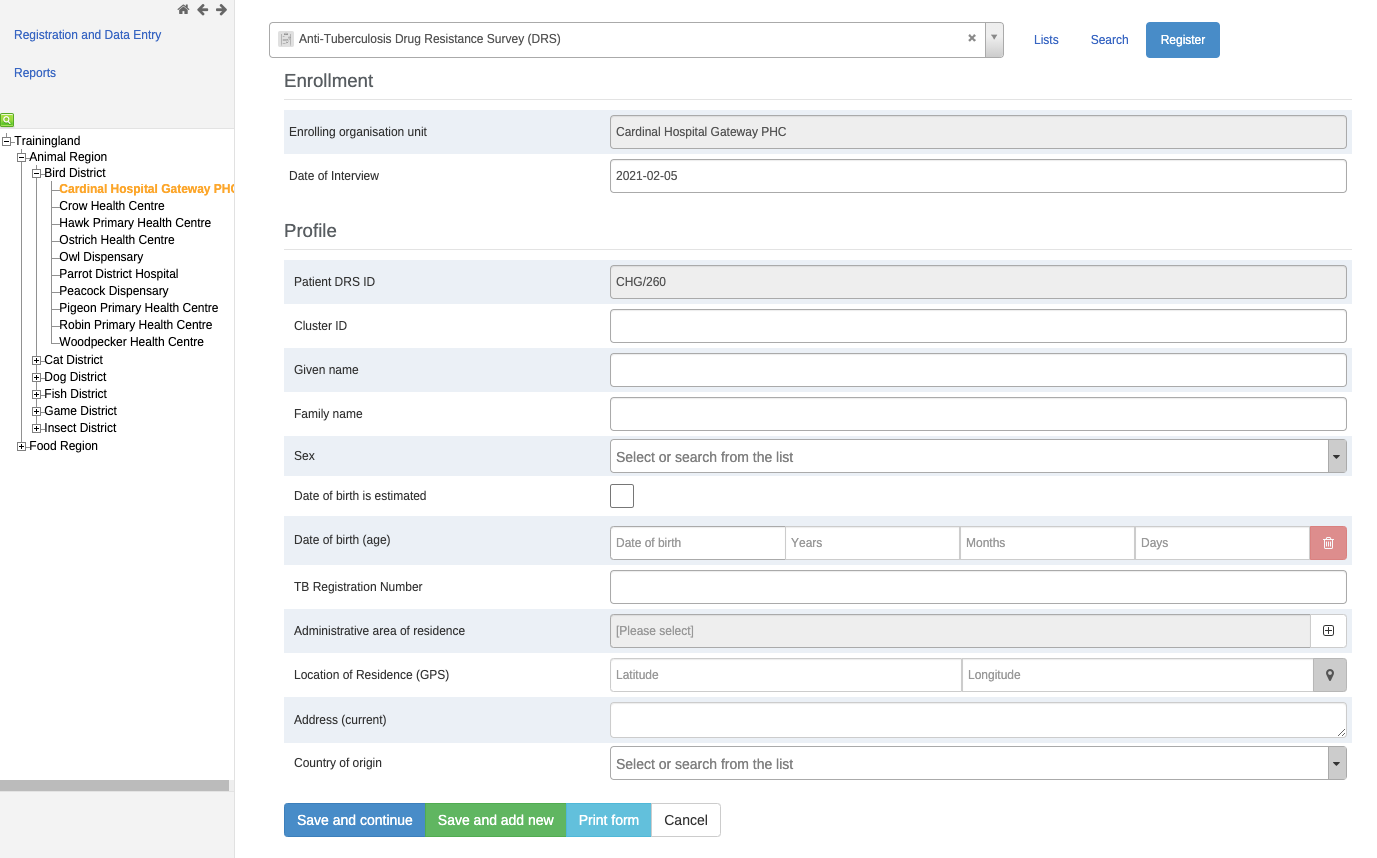 Registration and Data Entry
Reports
Trainingland
Animal Region
Bird District
Cardinal Hospital Gateway PHC
Crow Health Centre
Hawk Primary Health Centre
Ostrich Health Centre
Owl Dispensary
Parrot District Hospital
Peacock Dispensary
Pigeon Primary Health Centre
Robin Primary Health Centre
Woodpecker Health Centre
Cat District
Dog District
Fish District
Game District
Insect District
Food Region
Anti-Tuberculosis Drug Resistance Survey (DRS)
Lists Search Register
Enrollment
Enrolling organisation unit Cardinal Hospital Gateway PHC
Date of Interview 2021-02-05
Profile
Patient DRS ID CHG/260
Cluster ID
Given name
Family name
Sex Select or search from the list
Date of birth is estimated
Date of birth (age) Date of birth Years Months Days
TB Registration Number
Administrative area of residence [Please select]
Location of Residence (GPS) Latitude Longitude
Address (current)
Country of origin Select or search from the list
Save and continue Save and add new Print form Cancel